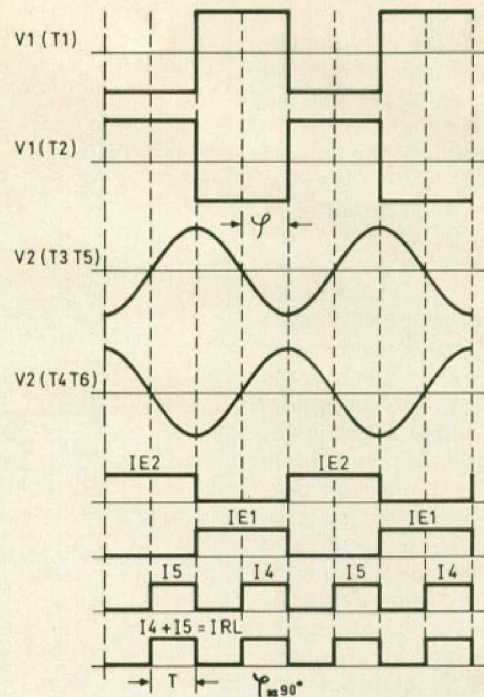 V1(T1)
V1(T2)
φ
V2(T3 T5)
V2(T4T6)
IE2 IE2
IE1 IE1
I5 I4 I5 I4
I4+I5=IRL
T φ=90°